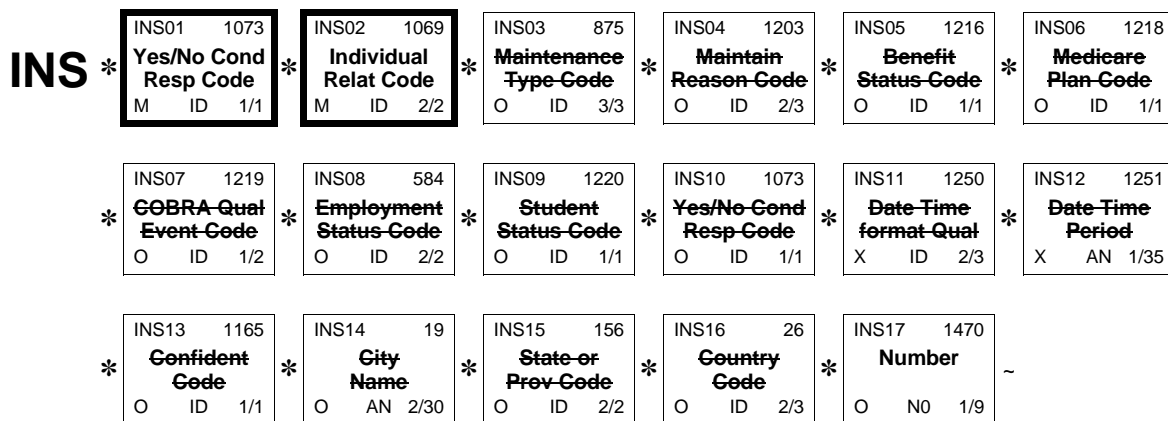 INS * INS01 1073 * INS02 1069 * INS03 875 * INS04 1203 * INS05 1216 * INS06 1218
Yes/No Cond Individual Maintenance Maintain Benefit Medicare
Resp Code Relat Code Type Code Reason Code Status Code Plan Code
M ID 1/1 M ID 2/2 O ID 3/3 O ID 2/3 O ID 1/1 O ID 1/1
* INS07 1219 * INS08 584 * INS09 1220 * INS10 1073 * INS11 1250 * INS12 1251
COBRA Qual Employment Student Yes/No Cond Date Time Date Time
Event Code Status Code Status Code Resp Code format Qual Period
O ID 1/2 O ID 2/2 O ID 1/1 O ID 1/1 X ID 2/3 X AN 1/35
* INS13 1165 * INS14 19 * INS15 156 * INS16 26 * INS17 1470 ~
Confident City State or Country Number
Code Name Prov Code Code
O ID 1/1 O AN 2/30 O ID 2/2 O ID 2/3 O N0 1/9